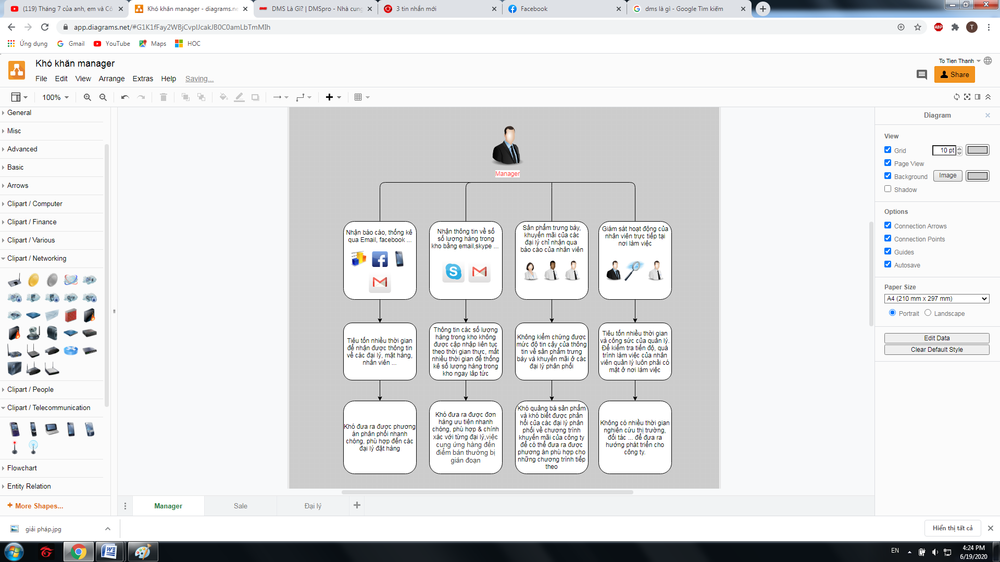 (119) Tháng 7 của anh, em và Cô
Khó khăn manager - diagrams.ne
DMS Là Gì? | DMSpro - Nhà cung
3 tin nhắn mới
Facebook
dms là gì - Google Tìm kiếm
app.diagrams.net/#G1K1fFay2WBjCvpIJcakJB0C0amLbTmMIh
ABP
T
Ứng dụng
Gmail
YouTube
Maps
HOC
Khó khăn manager
To Tien Thanh
File
Edit
View
Arrange
Extras
Help
Saving...
Share
100%
General
Misc
Advanced
Basic
Arrows
Clipart / Computer
Clipart / Finance
Clipart / Various
Clipart / Networking
Clipart / People
Clipart / Telecommunication
Flowchart
Entity Relation
+ More Shapes...
Manager
Nhận báo cáo, thống kê
qua Email, facebook ...
Nhận thông tin về số
số lượng hàng trong
kho bằng email,skype ...
Sản phẩm trưng bày,
khuyến mãi của các
đại lý chỉ nhận qua
báo cáo của nhân viên
Giám sát hoạt động của
nhân viên trực tiếp tại
nơi làm việc
Tiêu tốn nhiều thời gian
để nhận được thông tin
về các đại lý, mặt hàng,
nhân viên ...
Thông tin các số lượng
hàng trong kho không
được cập nhập liên tục
theo thời gian thực, mất
nhiều thời gian để thống
kê số lượng hàng trong
kho ngay lập tức
Không kiểm chứng được
mức độ tin cậy của thông
tin về sản phẩm trưng
bày và khuyến mãi ở các
đại lý phân phối
Tiêu tốn nhiều thời gian
và công sức của quản lý.
Để kiểm tra tiến độ, quá
trình làm việc của nhân
viên quản lý luôn phải có
mặt ở nơi làm việc
Khó đưa ra được phương
án phân phối nhanh
chóng, phù hợp đến các
đại lý đặt hàng
Khó đưa ra được đơn
hàng ưu tiên nhanh
chóng, phù hợp & chính
xác với từng đại lý,việc
cung ứng hàng đến
điểm bán thường bị
gián đoạn
Khó quảng bá sản phẩm
và khó biết được phản
hồi của các đại lý phân
phối về chương trình
khuyến mãi của công ty
để có thể đưa ra được
phương án phù hợp cho
những chương trình tiếp
theo
Không có nhiều thời gian
nghiên cứu thị trường,
đối tác ... để đưa ra
hướng phát triển cho
công ty.
Diagram
View
Grid
10 pt
Page View
Background
Image
Shadow
Options
Connection Arrows
Connection Points
Guides
Autosave
Paper Size
A4 (210 mm x 297 mm)
Portrait
Landscape
Edit Data
Clear Default Style
Manager
Sale
Đại lý
giải pháp.jpg
Hiển thị tất cả
EN
4:24 PM
6/19/2020